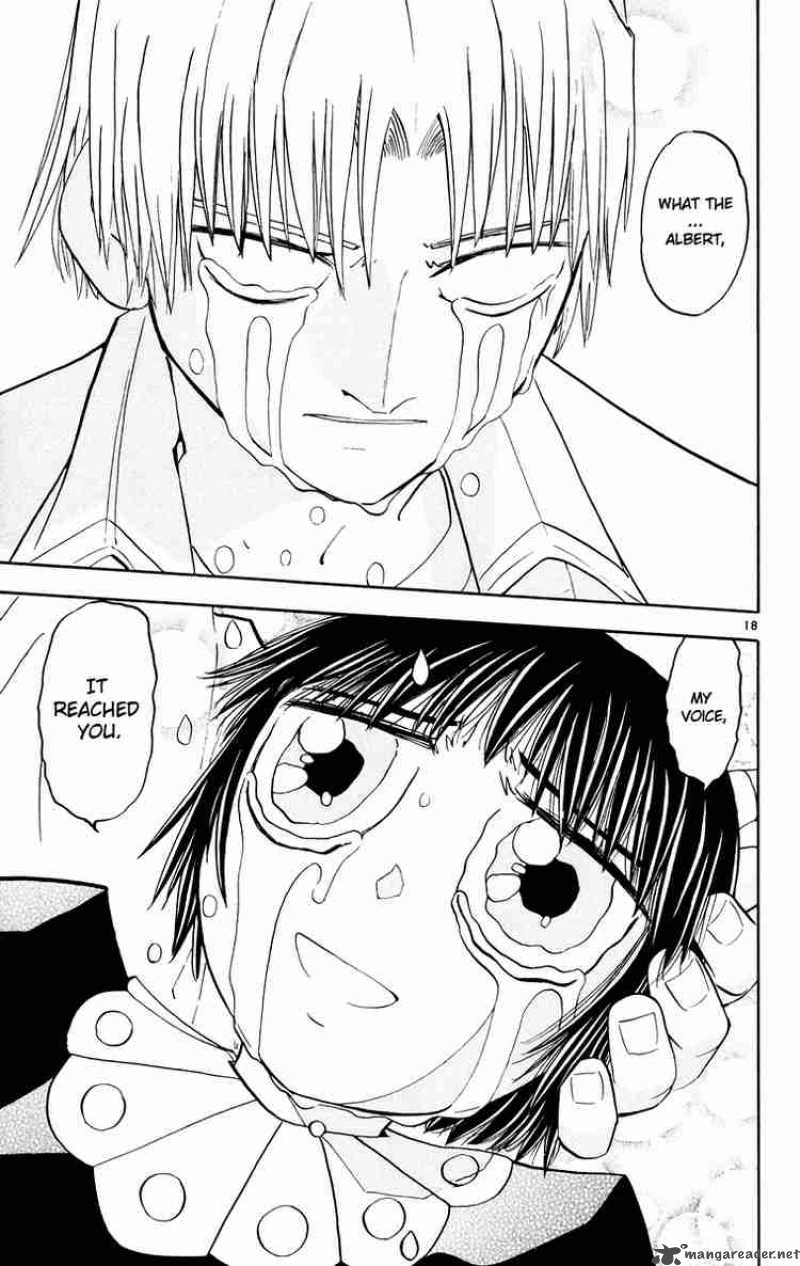 WHAT THE
...
ALBERT,
18
MY
VOICE,
IT
REACHED
YOU.
mangareader.net